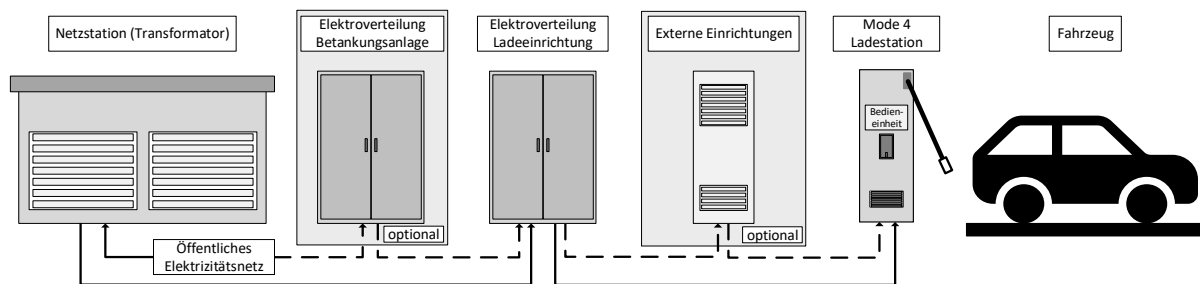 Netzstation (Transformator)
Elektroverteilung
Betankungsanlage
Elektroverteilung
Ladeeinrichtung
Externe Einrichtungen
Mode 4
Ladestation
Fahrzeug
Bedien-
einheit
optional
optional
Öffentliches
Elektrizitätsnetz